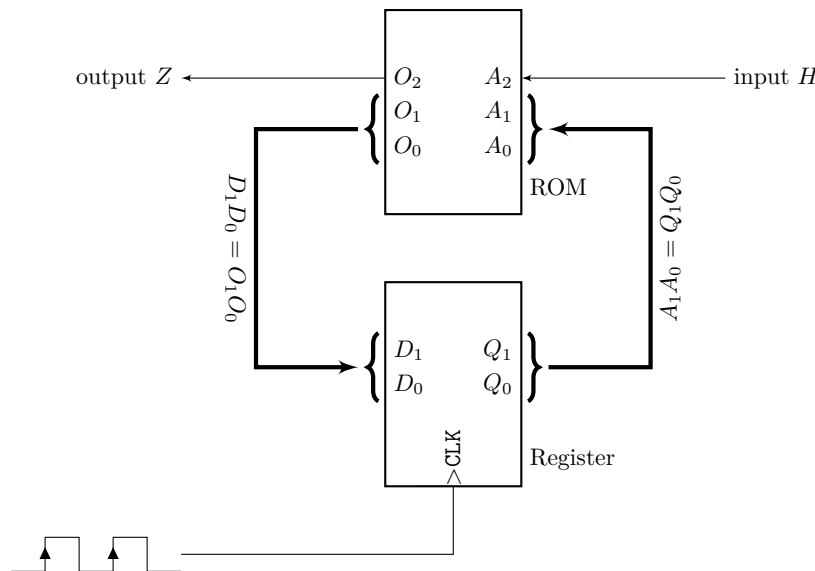 output Z
O₂
A₂
input H
O₁
A₁
O₀
A₀
ROM
D₁D₀ = O₁O₀
A₁A₀ = Q₁Q₀
D₁
Q₁
D₀
Q₀
CLK
Register